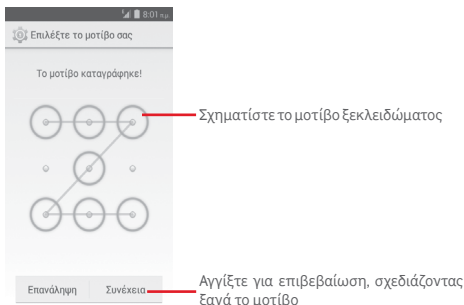 8:01 πμ
Επιλέξτε το μοτίβο σας
Το μοτίβο καταγράφηκε!
Σχηματίστε το μοτίβο ξεκλειδώματος
Επανάληψη
Συνέχεια
Αγγίξτε για επιβεβαίωση, σχεδιάζοντας
ξανά το μοτίβο